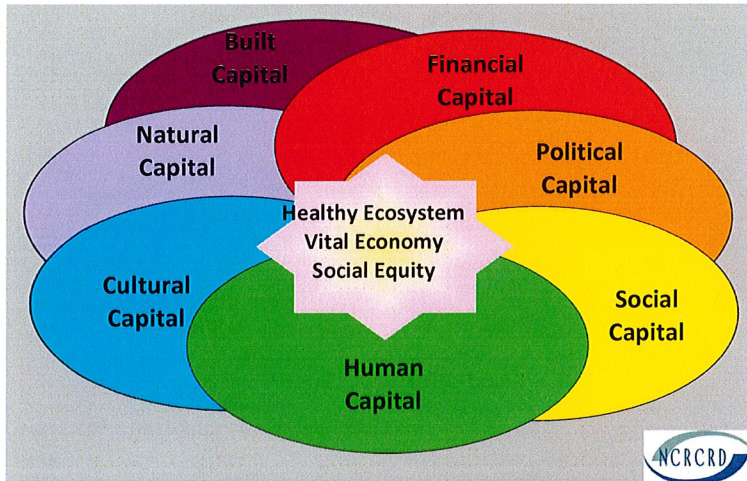 Built
Capital
Financial
Capital
Natural
Capital
Political
Capital
Healthy Ecosystem
Vital Economy
Social Equity
Cultural
Capital
Social
Capital
Human
Capital
NCRCRD